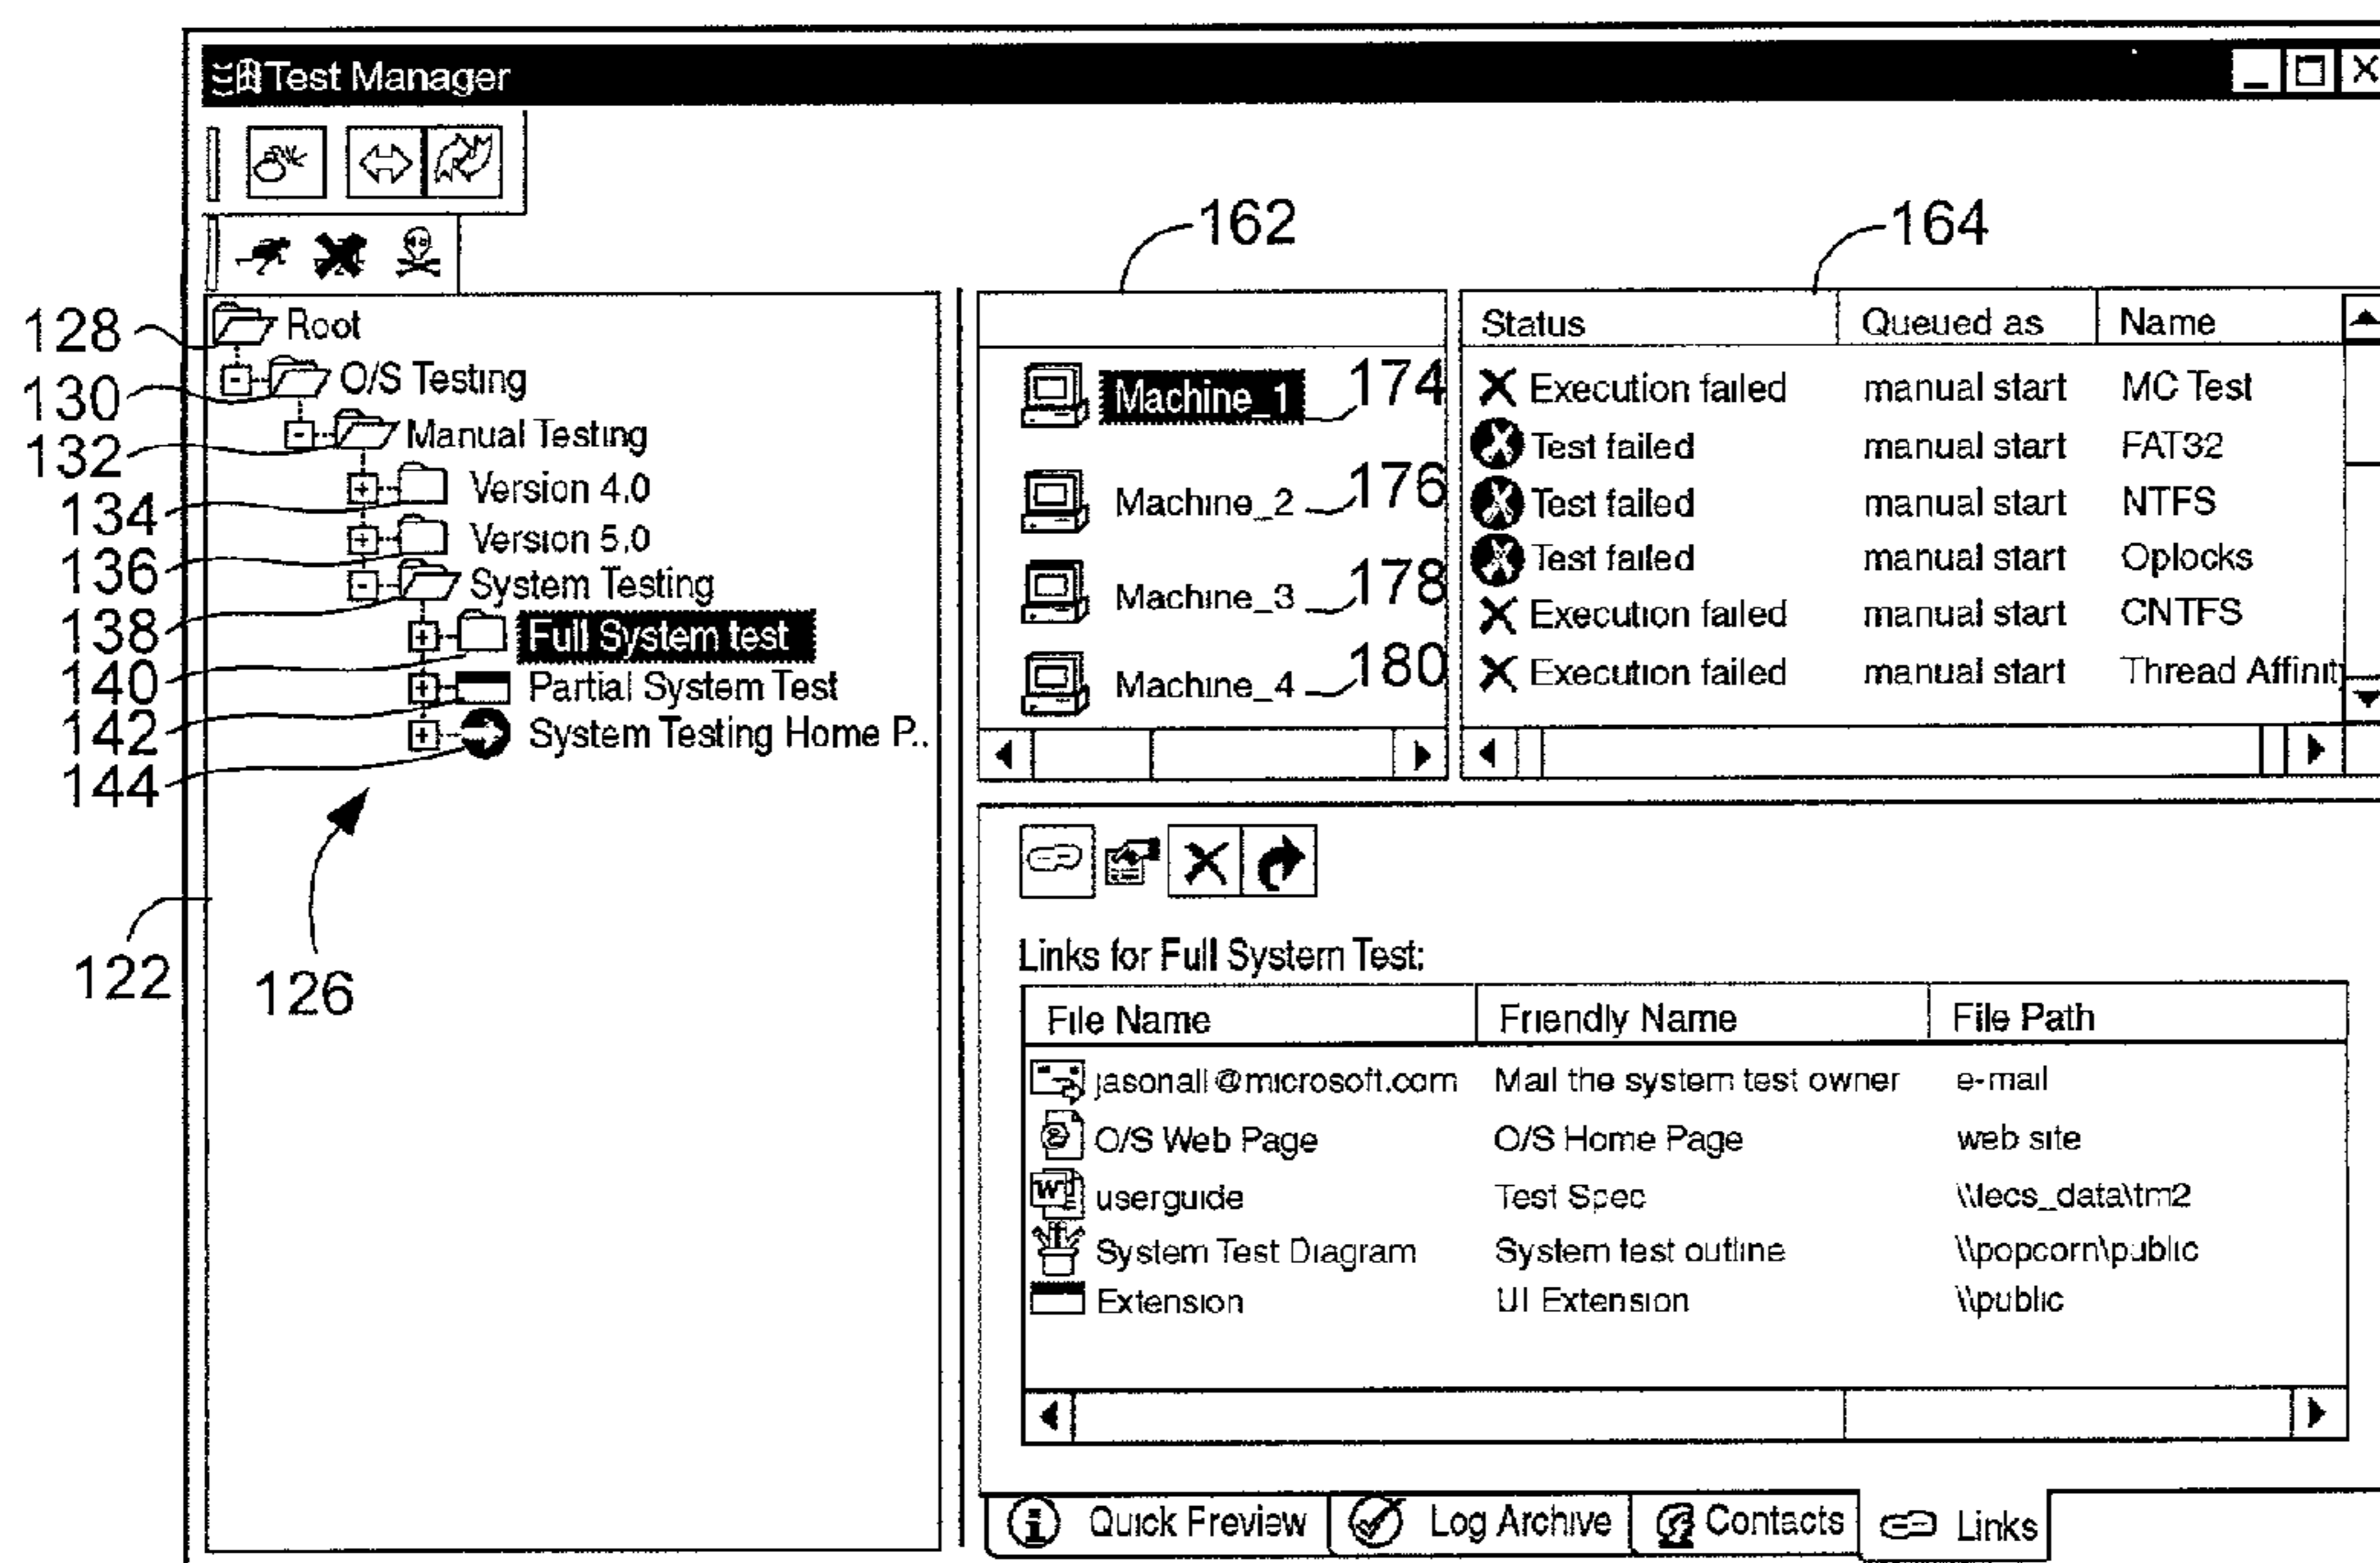 Test Manager
162
164
128 Root
130 O/S Testing
132 Manual Testing
134 Version 4.0
136 Version 5.0
138 System Testing
140 Full System test
142 Partial System Test
144 System Testing Home P..
122
126
Machine_1 174
Machine_2 176
Machine_3 178
Machine_4 180
Status Queued as Name
Execution failed manual start MC Test
Test failed manual start FAT32
Test failed manual start NTFS
Test failed manual start Oplocks
Execution failed manual start CNTFS
Execution failed manual start Thread Affinit
Links for Full System Test:
File Name Friendly Name File Path
jasonall@microsoft.com Mail the system test owner e-mail
O/S Web Page O/S Home Page web site
W userguide Test Spec
System Test Diagram System test outline \\popcorn\public
Extension UI Extension \\public
Quick Preview Log Archive Contacts Links